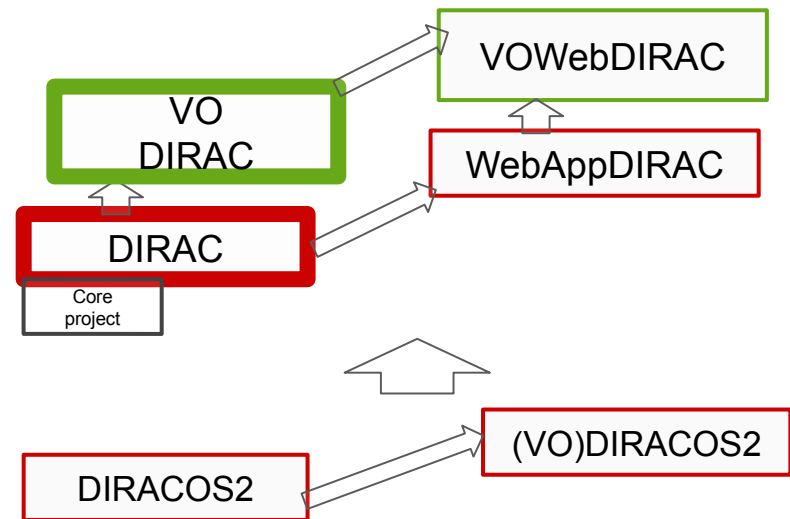 VOWebDIRAC
VO
DIRAC
WebAppDIRAC
DIRAC
Core
project
(VO)DIRACOS2
DIRACOS2